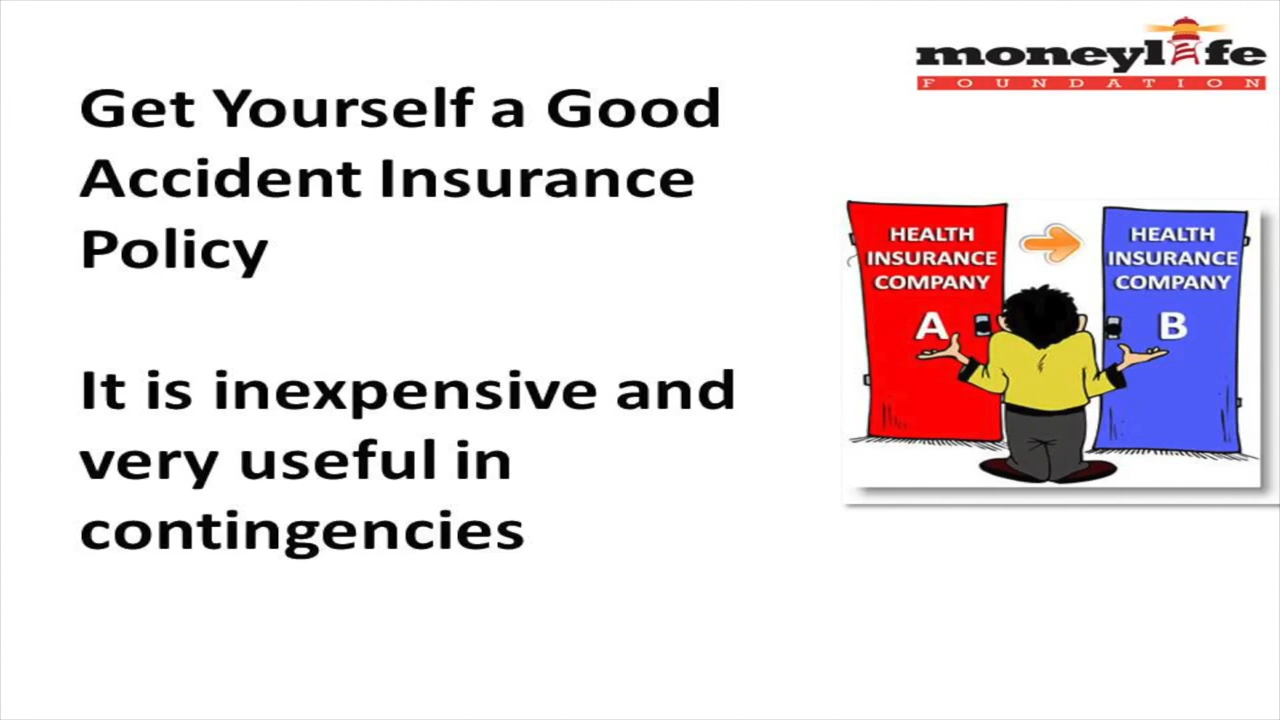 moneylife
FOUNDATION
Get Yourself a Good
Accident Insurance
Policy
It is inexpensive and
very useful in
contingencies
HEALTH
INSURANCE
COMPANY
A
HEALTH
INSURANCE
COMPANY
B